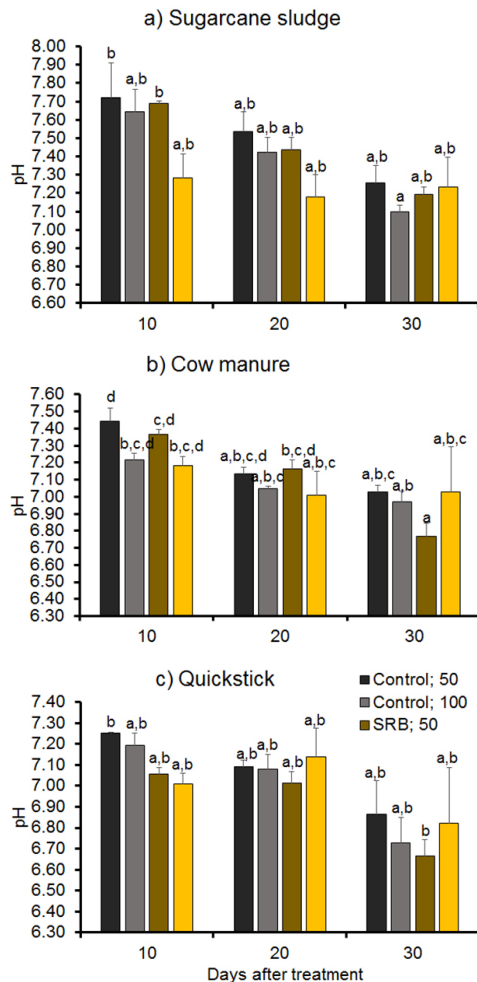 a) Sugarcane sludge
8.00
7.90
7.80
7.70
7.60
7.50
7.40
7.30
7.20
7.10
7.00
6.90
6.80
6.70
6.60
pH
b
a,b
b
a,b
a,b
a,b
a,b
a,b
a,b
a
a,b
a,b
10
20
30
b) Cow manure
7.60
7.50
7.40
7.30
7.20
7.10
7.00
6.90
6.80
6.70
6.60
6.50
6.40
6.30
pH
d
b,c,d
c,d
b,c,d
a,b,c,d
a,b,c
b,c,d
a,b,c
a,b,c
a,b
a
a,b,c
10
20
30
c) Quickstick
Control; 50
Control; 100
SRB; 50
7.40
7.30
7.20
7.10
7.00
6.90
6.80
6.70
6.60
6.50
6.40
6.30
pH
b
a,b
a,b
a,b
a,b
a,b
a,b
a,b
a,b
a,b
b
a,b
10
20
30
Days after treatment